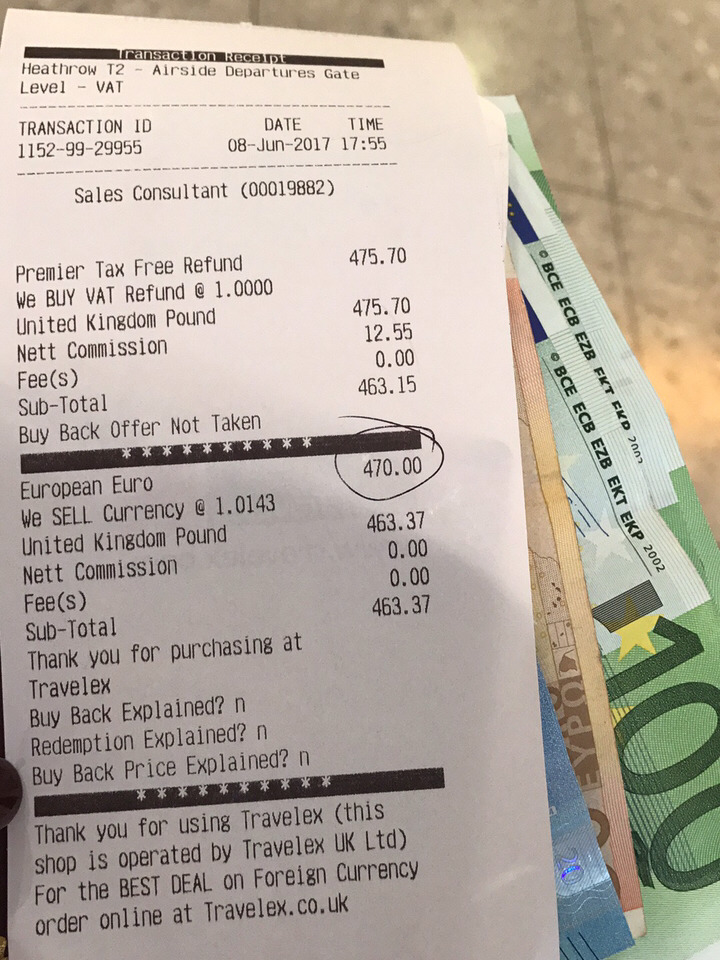 Transaction Receipt
Heathrow T2 - Airside Departures Gate
Level - VAT
TRANSACTION ID DATE TIME
1152-99-29955 08-Jun-2017 17:55
Sales Consultant (00019882)
Premier Tax Free Refund 475.70
We BUY VAT Refund @ 1.0000
United Kingdom Pound 475.70
Nett Commission 12.55
Fee(s) 0.00
Sub-Total 463.15
Buy Back Offer Not Taken
* * * * * * * * * *
European Euro 470.00
We SELL Currency @ 1.0143
United Kingdom Pound 463.37
Nett Commission 0.00
Fee(s) 0.00
Sub-Total 463.37
Thank you for purchasing at
Travelex
Buy Back Explained? n
Redemption Explained? n
Buy Back Price Explained? n
* * * * * * * * * *
Thank you for using Travelex (this
shop is operated by Travelex UK Ltd)
For the BEST DEAL on Foreign Currency
order online at Travelex.co.uk
© BCE ECB EZB EKT EKP 2002
© BCE ECB EZB EKT EKP 2002
100
ΕΥΡΩ